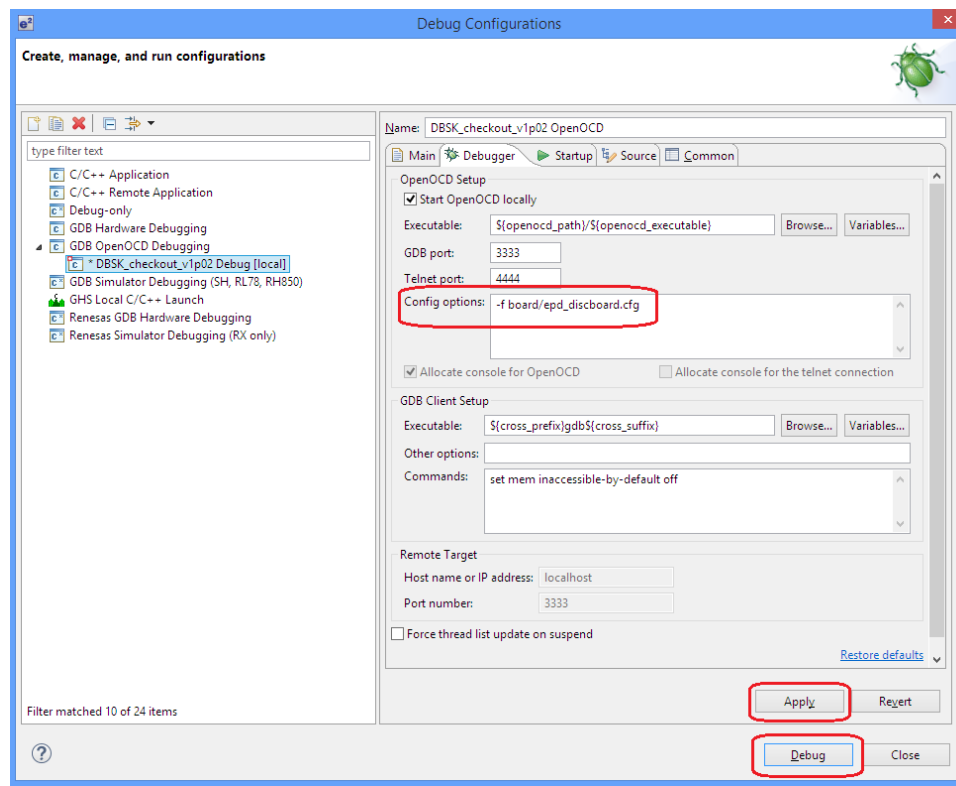 e²
Debug Configurations
Create, manage, and run configurations
type filter text
C/C++ Application
C/C++ Remote Application
Debug-only
GDB Hardware Debugging
GDB OpenOCD Debugging
* DBSK_checkout_v1p02 Debug [local]
GDB Simulator Debugging (SH, RL78, RH850)
GHS Local C/C++ Launch
Renesas GDB Hardware Debugging
Renesas Simulator Debugging (RX only)
Filter matched 10 of 24 items
Name: DBSK_checkout_v1p02 OpenOCD
Main Debugger Startup Source Common
OpenOCD Setup
Start OpenOCD locally
Executable: ${openocd_path}/${openocd_executable} Browse... Variables...
GDB port: 3333
Telnet port: 4444
Config options: -f board/epd_discboard.cfg
Allocate console for OpenOCD Allocate console for the telnet connection
GDB Client Setup
Executable: ${cross_prefix}gdb${cross_suffix} Browse... Variables...
Other options:
Commands: set mem inaccessible-by-default off
Remote Target
Host name or IP address: localhost
Port number: 3333
Force thread list update on suspend
Restore defaults
Apply Revert
Debug Close